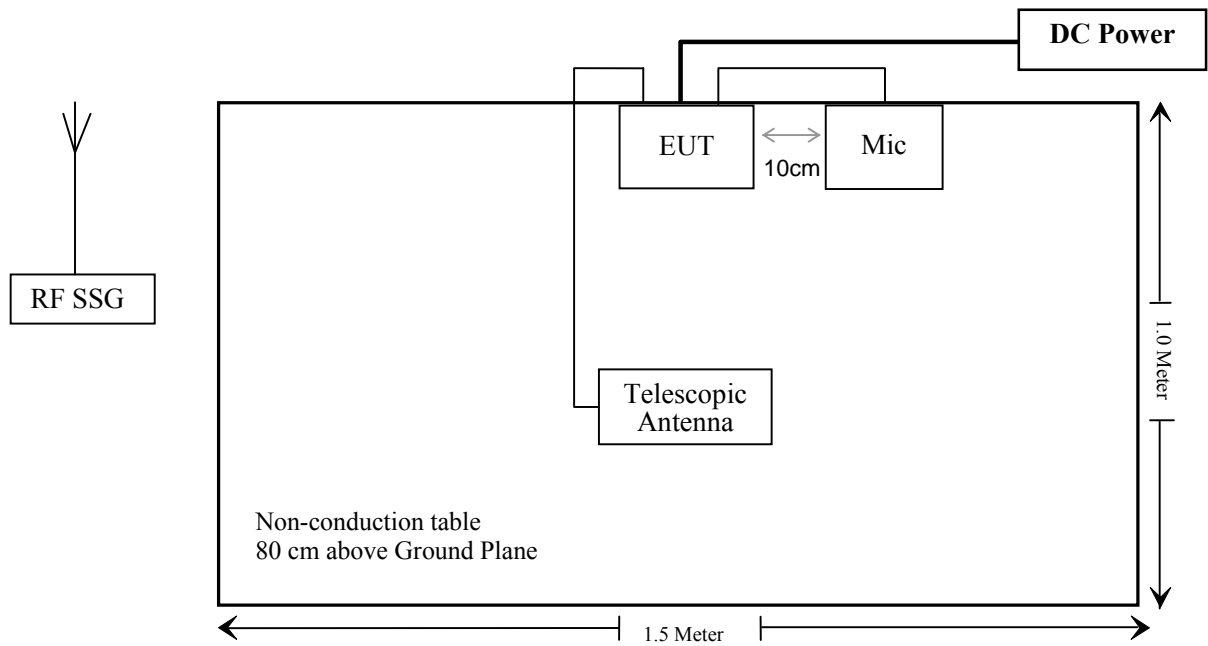 DC Power
EUT
Mic
10cm
RF SSG
1.0 Meter
Telescopic
Antenna
Non-conduction table
80 cm above Ground Plane
1.5 Meter